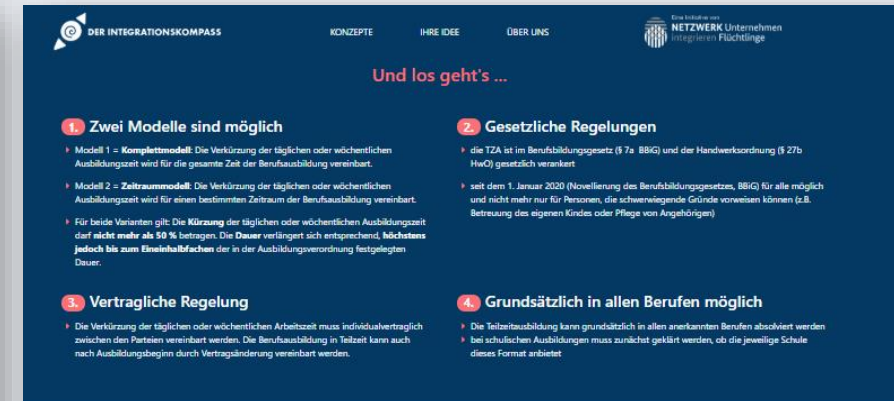 DER INTEGRATIONSKOMPASS
KONZEPTE
IHRE IDEE
ÜBER UNS
Eine Initiative vom
NETZWERK Unternehmen
integrieren Flüchtlinge
Und los geht's ...
1. Zwei Modelle sind möglich
Modell 1 = Komplettmodell: Die Verkürzung der täglichen oder wöchentlichen
Ausbildungszeit wird für die gesamte Zeit der Berufsausbildung vereinbart.
Modell 2 = Zeitraummodell: Die Verkürzung der täglichen oder wöchentlichen
Ausbildungszeit wird für einen bestimmten Zeitraum der Berufsausbildung vereinbart.
Für beide Varianten gilt: Die Kürzung der täglichen oder wöchentlichen Ausbildungszeit
darf nicht mehr als 50 % betragen. Die Dauer verlängert sich entsprechend, höchstens
jedoch bis zum Eineinhalbfachen der in der Ausbildungsverordnung festgelegten
Dauer.
2. Gesetzliche Regelungen
die TZA ist im Berufsbildungsgesetz (§ 7a BBiG) und der Handwerksordnung (§ 27b
HwO) gesetzlich verankert
seit dem 1. Januar 2020 (Novellierung des Berufsbildungsgesetzes, BBiG) für alle möglich
und nicht mehr nur für Personen, die schwerwiegende Gründe vorweisen können (z.B.
Betreuung des eigenen Kindes oder Pflege von Angehörigen)
3. Vertragliche Regelung
Die Verkürzung der täglichen oder wöchentlichen Arbeitszeit muss individualvertraglich
zwischen den Parteien vereinbart werden. Die Berufsausbildung in Teilzeit kann auch
nach Ausbildungsbeginn durch Vertragsänderung vereinbart werden.
4. Grundsätzlich in allen Berufen möglich
Die Teilzeitausbildung kann grundsätzlich in allen anerkannten Berufen absolviert werden
bei schulischen Ausbildungen muss zunächst geklärt werden, ob die jeweilige Schule
dieses Format anbietet